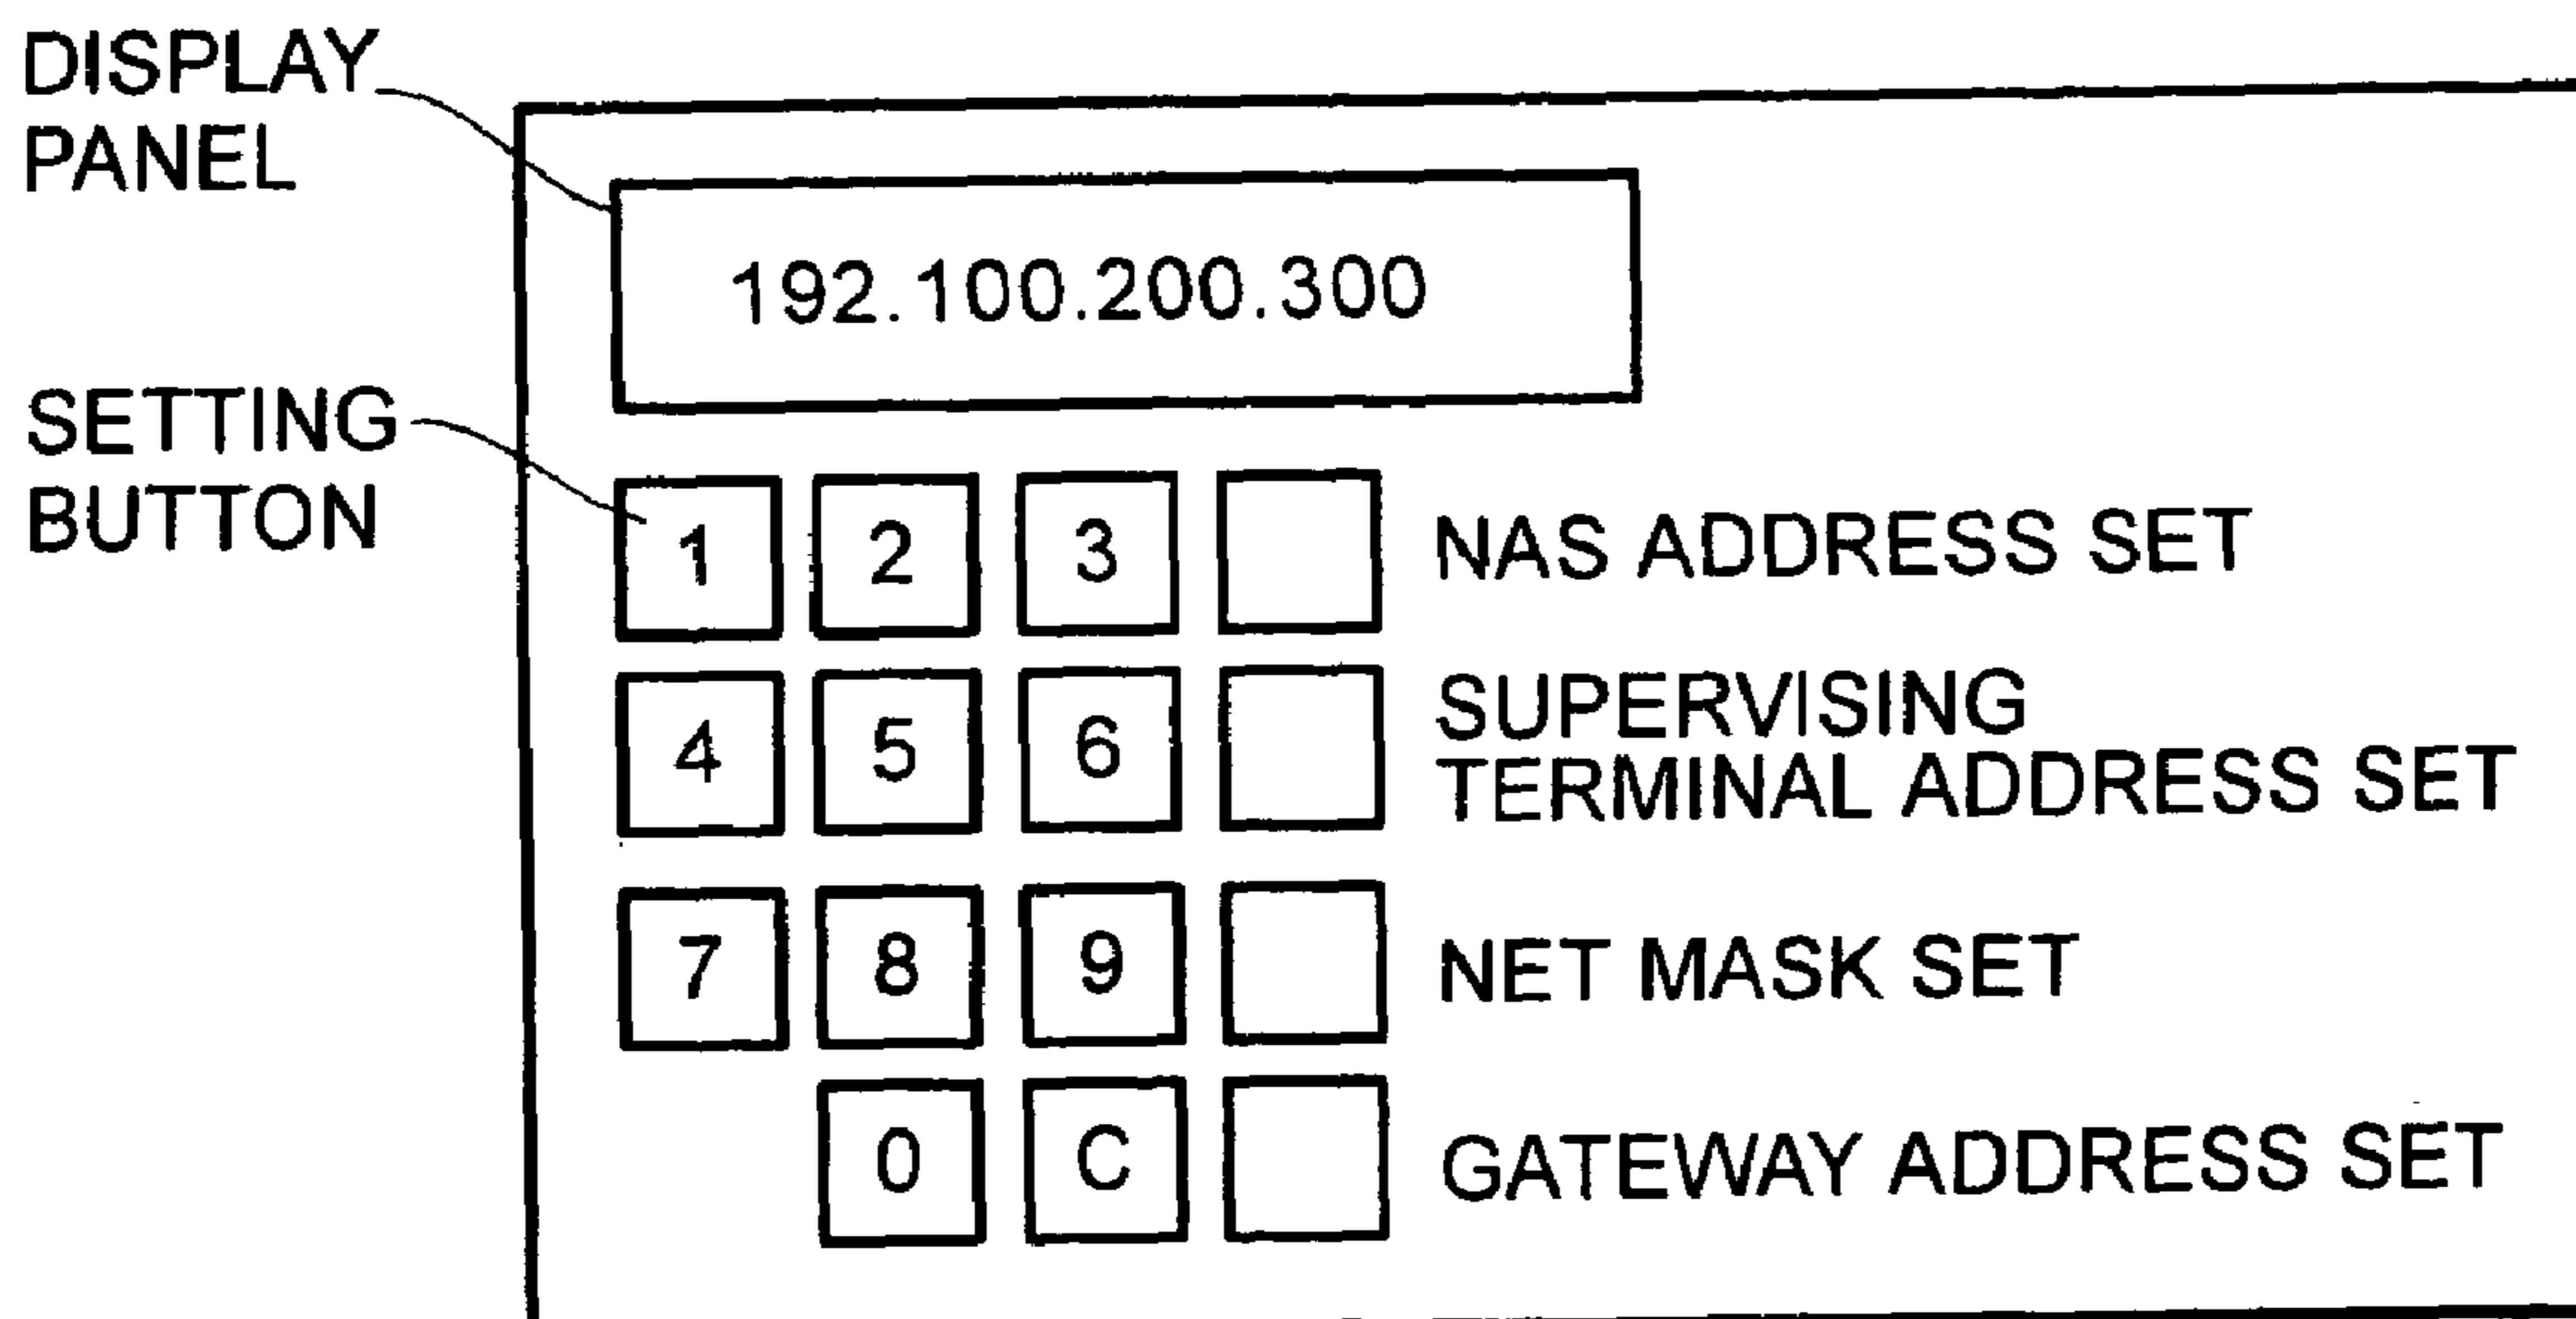 DISPLAY
PANEL
192.100.200.300
SETTING
BUTTON
1 2 3 NAS ADDRESS SET
4 5 6 SUPERVISING
TERMINAL ADDRESS SET
7 8 9 NET MASK SET
0 C GATEWAY ADDRESS SET